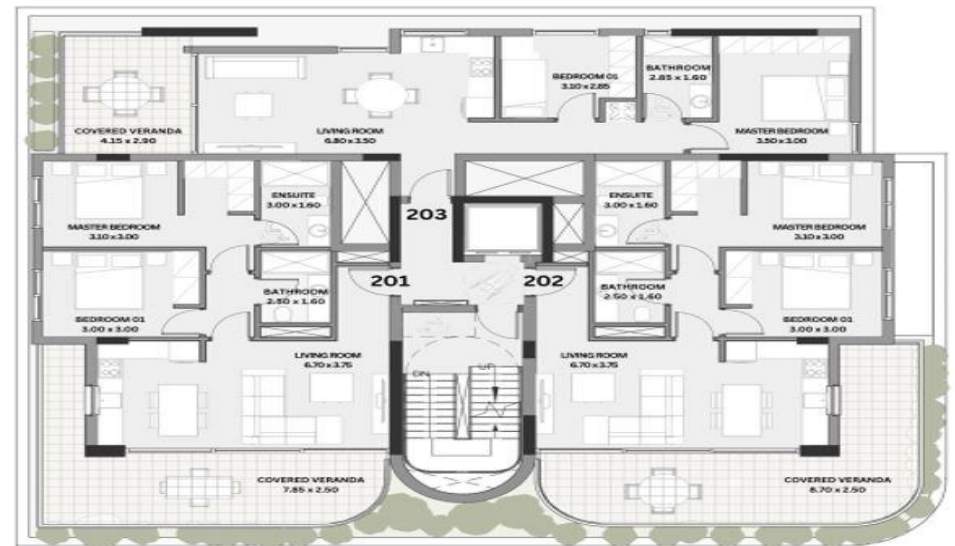 BEDROOM 01
3.10 x 2.85
BATHROOM
2.85 x 1.60
COVERED VERANDA
4.15 x 2.90
LIVING ROOM
6.80 x 3.50
MASTER BEDROOM
3.50 x 3.00
ENSUITE
3.00 x 1.60
203
ENSUITE
3.00 x 1.60
MASTER BEDROOM
3.10 x 3.00
MASTER BEDROOM
3.10 x 3.00
201
202
BATHROOM
2.50 x 1.60
BATHROOM
2.50 x 1.60
BEDROOM 01
3.00 x 3.00
BEDROOM 01
3.00 x 3.00
LIVING ROOM
6.70 x 3.75
LIVING ROOM
6.70 x 3.75
DN
UP
COVERED VERANDA
7.85 x 2.50
COVERED VERANDA
8.70 x 2.50